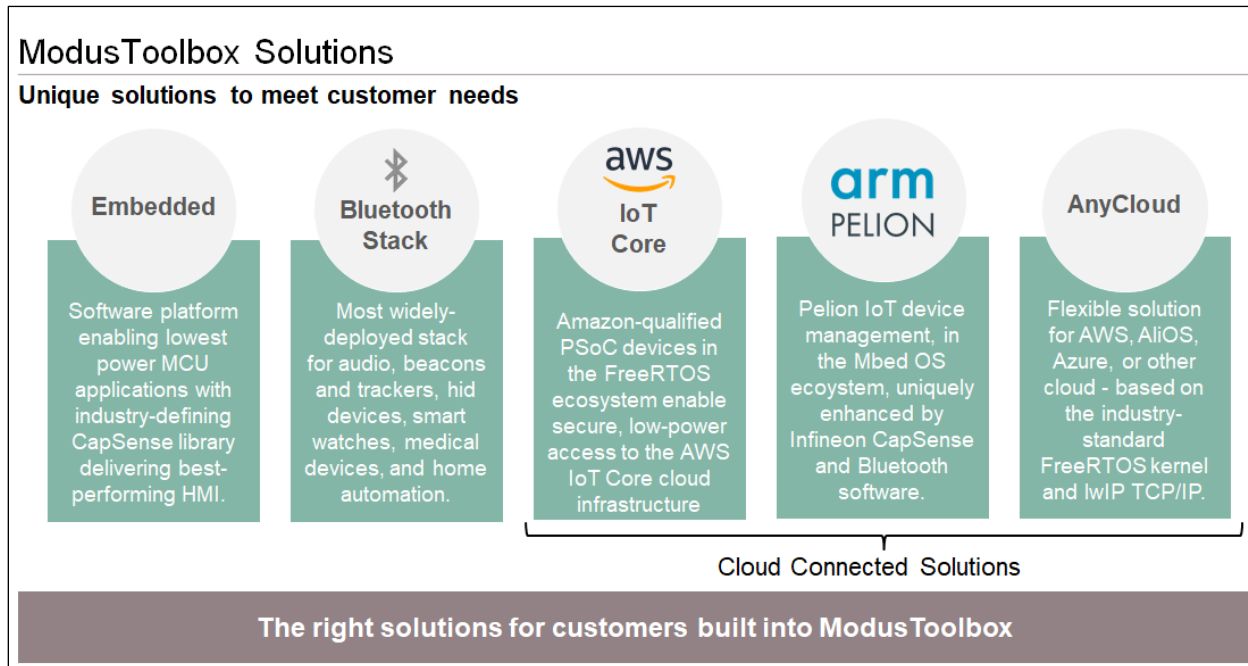 ModusToolbox Solutions
Unique solutions to meet customer needs
Embedded
Software platform
enabling lowest
power MCU
applications with
industry-defining
CapSense library
delivering best-
performing HMI.
Bluetooth
Stack
Most widely-
deployed stack
for audio, beacons
and trackers, hid
devices, smart
watches, medical
devices, and home
automation.
aws
IoT
Core
Amazon-qualified
PSoC devices in
the FreeRTOS
ecosystem enable
secure, low-power
access to the AWS
IoT Core cloud
infrastructure
arm
PELION
Pelion IoT device
management, in
the Mbed OS
ecoystem, uniquely
enhanced by
Infineon CapSense
and Bluetooth
software.
AnyCloud
Flexible solution
for AWS, AliOS,
Azure, or other
cloud - based on
the industry-
standard
FreeRTOS kernel
and lwIP TCP/IP.
Cloud Connected Solutions
The right solutions for customers built into ModusToolbox